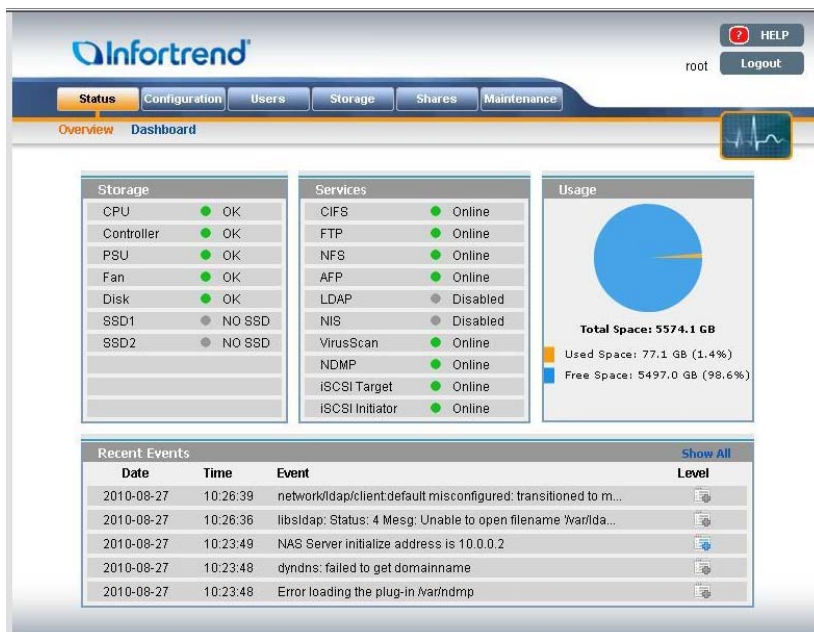 Infortrend
? HELP
root Logout
Status Configuration Users Storage Shares Maintenance
Overview Dashboard
Storage
CPU OK
Controller OK
PSU OK
Fan OK
Disk OK
SSD1 NO SSD
SSD2 NO SSD
Services
CIFS Online
FTP Online
NFS Online
AFP Online
LDAP Disabled
NIS Disabled
VirusScan Online
NDMP Online
iSCSI Target Online
iSCSI Initiator Online
Usage
Total Space: 5574.1 GB
Used Space: 77.1 GB (1.4%)
Free Space: 5497.0 GB (98.6%)
Recent Events Show All
Date Time Event Level
2010-08-27 10:26:39 network/ldap/client:default misconfigured: transitioned to m...
2010-08-27 10:26:36 libsldap: Status: 4 Mesg: Unable to open filename '/var/lda...
2010-08-27 10:23:49 NAS Server initialize address is 10.0.0.2
2010-08-27 10:23:48 dyndns: failed to get domainname
2010-08-27 10:23:48 Error loading the plug-in /var/ndmp